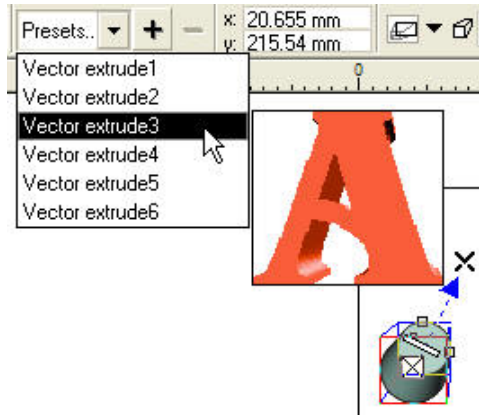 Presets..
x: 20.655 mm
y: 215.54 mm
Vector extrude1
Vector extrude2
Vector extrude3
Vector extrude4
Vector extrude5
Vector extrude6
0
A